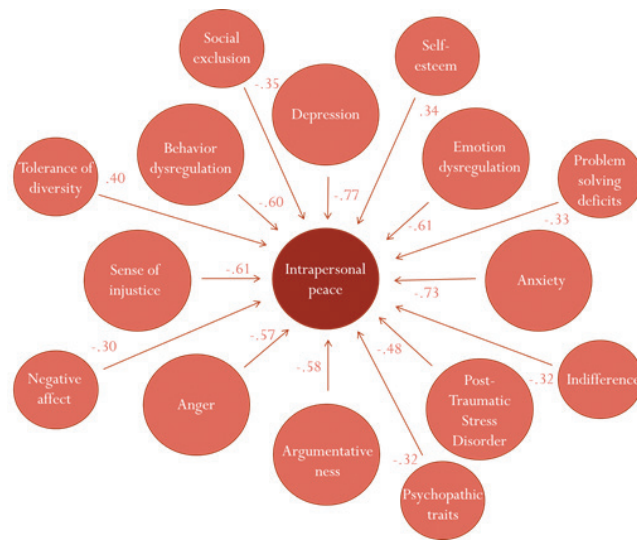 Social
exclusion
-.35
Self-
esteem
.34
Depression
-.77
Behavior
dysregulation
-.60
Emotion
dysregulation
-.61
Tolerance of
diversity
.40
Problem
solving
deficits
-.33
Sense of
injustice
-.61
Intrapersonal
peace
Anxiety
-.73
Negative
affect
-.30
Anger
-.57
Argumentative
ness
-.58
Post-
Traumatic
Stress
Disorder
-.48
Indifference
-.32
Psychopathic
traits
-.32